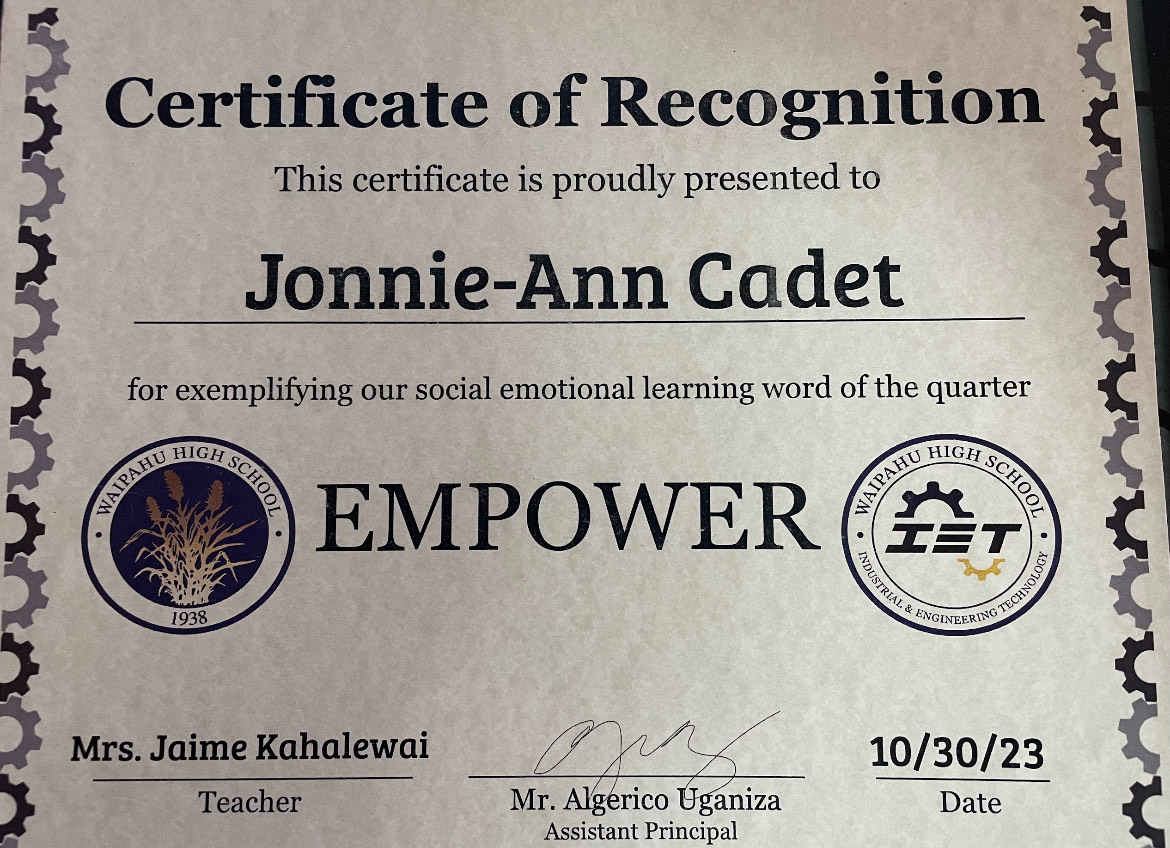 Certificate of Recognition
This certificate is proudly presented to
Jonnie-Ann Cadet
for exemplifying our social emotional learning word of the quarter
WAIPAHU HIGH SCHOOL
1938
EMPOWER
WAIPAHU HIGH SCHOOL
IET
INDUSTRIAL & ENGINEERING TECHNOLOGY
Mrs. Jaime Kahalewai
Teacher
Mr. Algerico Uganiza
Assistant Principal
10/30/23
Date